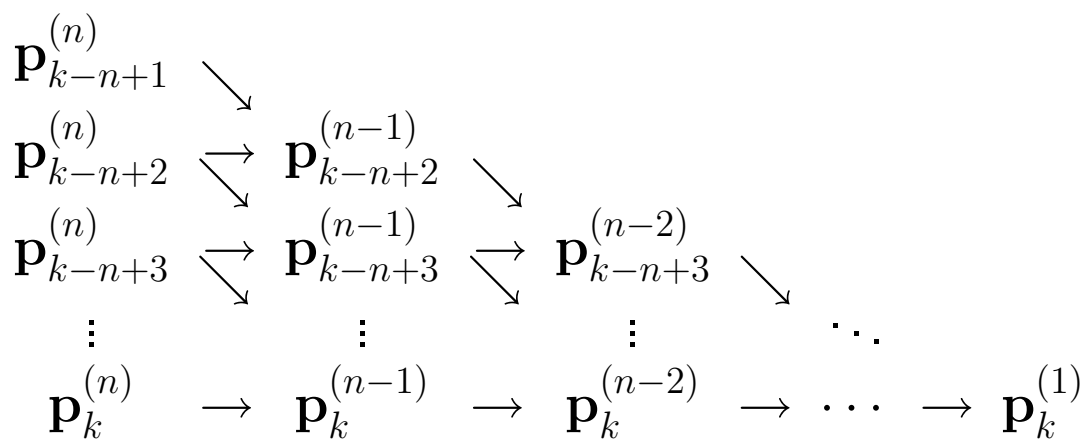 𝐩_{k−n+1}^{(n)} ↘
𝐩_{k−n+2}^{(n)} → ↘ 𝐩_{k−n+2}^{(n−1)} ↘
𝐩_{k−n+3}^{(n)} → ↘ 𝐩_{k−n+3}^{(n−1)} → ↘ 𝐩_{k−n+3}^{(n−2)} ↘
⋮ ⋮ ⋮ ⋱
𝐩_k^{(n)} → 𝐩_k^{(n−1)} → 𝐩_k^{(n−2)} → ⋯ → 𝐩_k^{(1)}